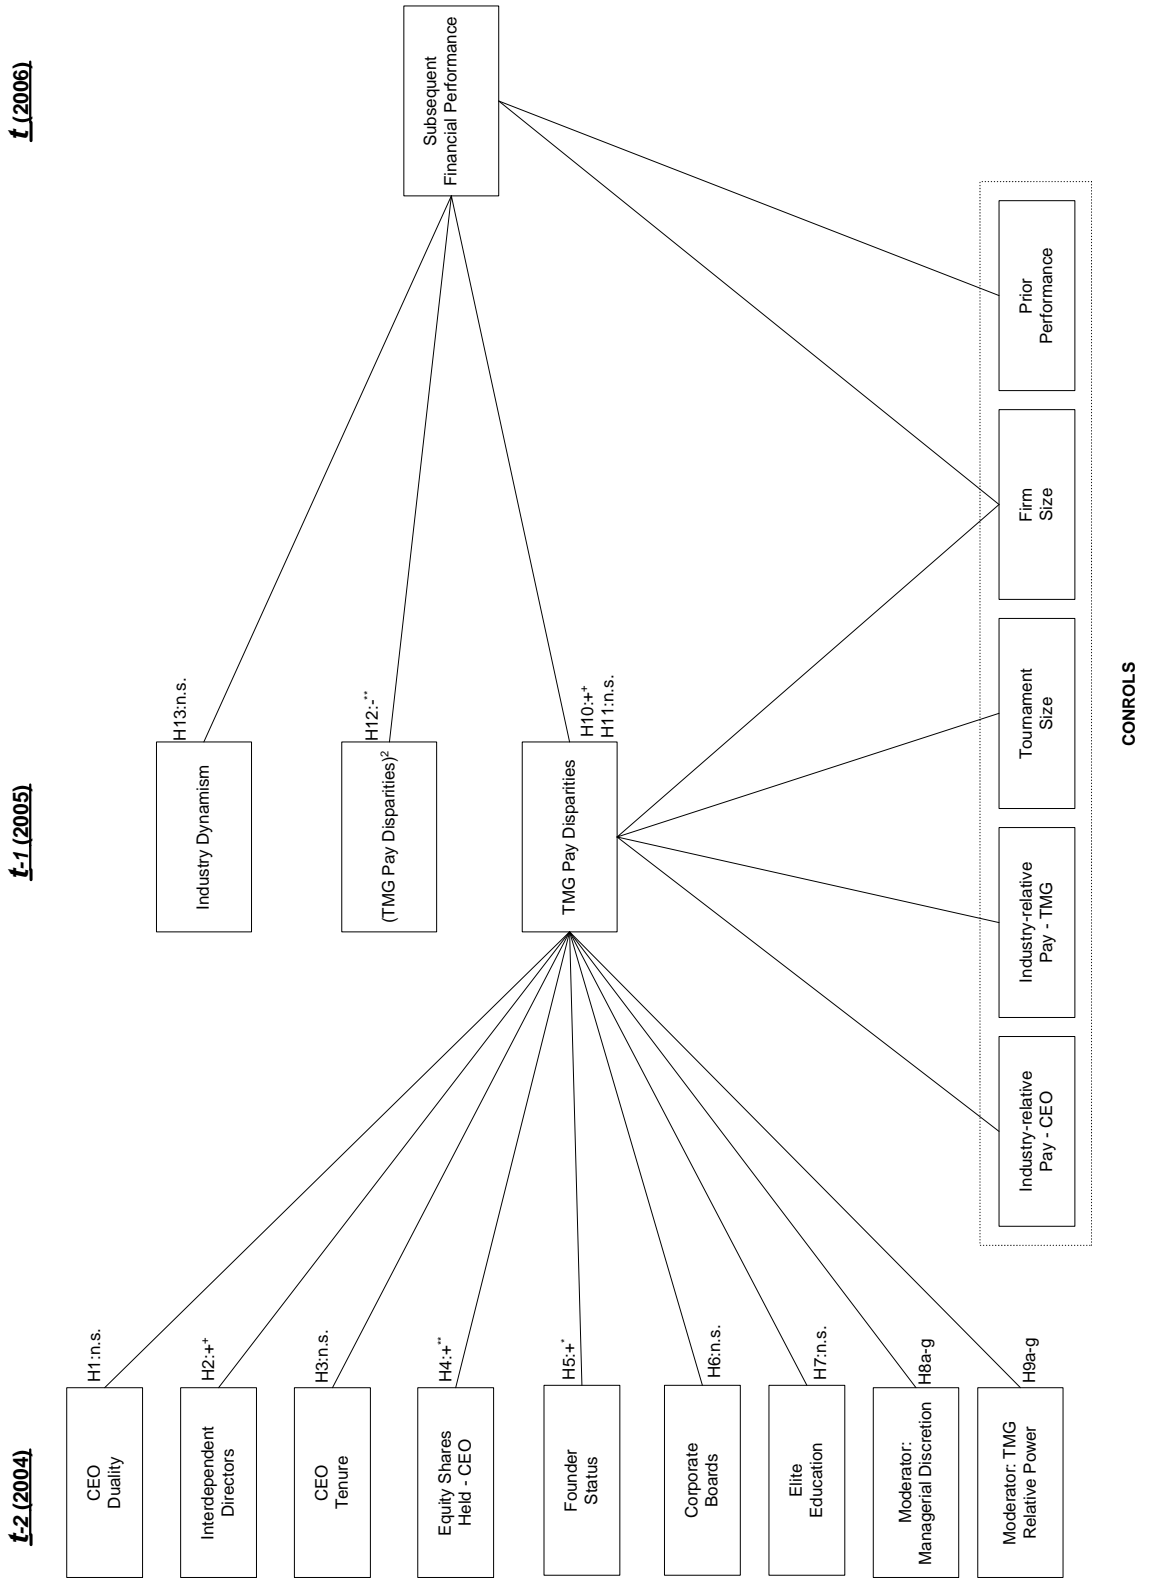 t-2 (2004)
t-1 (2005)
t (2006)
CEO
Duality
H1:n.s.
Interdependent
Directors
H2:+⁺
CEO
Tenure
H3:n.s.
Equity Shares
Held - CEO
H4:+**
Founder
Status
H5:+*
Corporate
Boards
H6:n.s.
Elite
Education
H7:n.s.
Moderator:
Managerial Discretion
H8a-g
Moderator: TMG
Relative Power
H9a-g
Industry Dynamism
H13:n.s.
(TMG Pay Disparities)²
H12:-**
TMG Pay Disparities
H10:+⁺
H11:n.s.
Subsequent
Financial Performance
Industry-relative
Pay - CEO
Industry-relative
Pay - TMG
Tournament
Size
Firm
Size
Prior
Performance
CONROLS